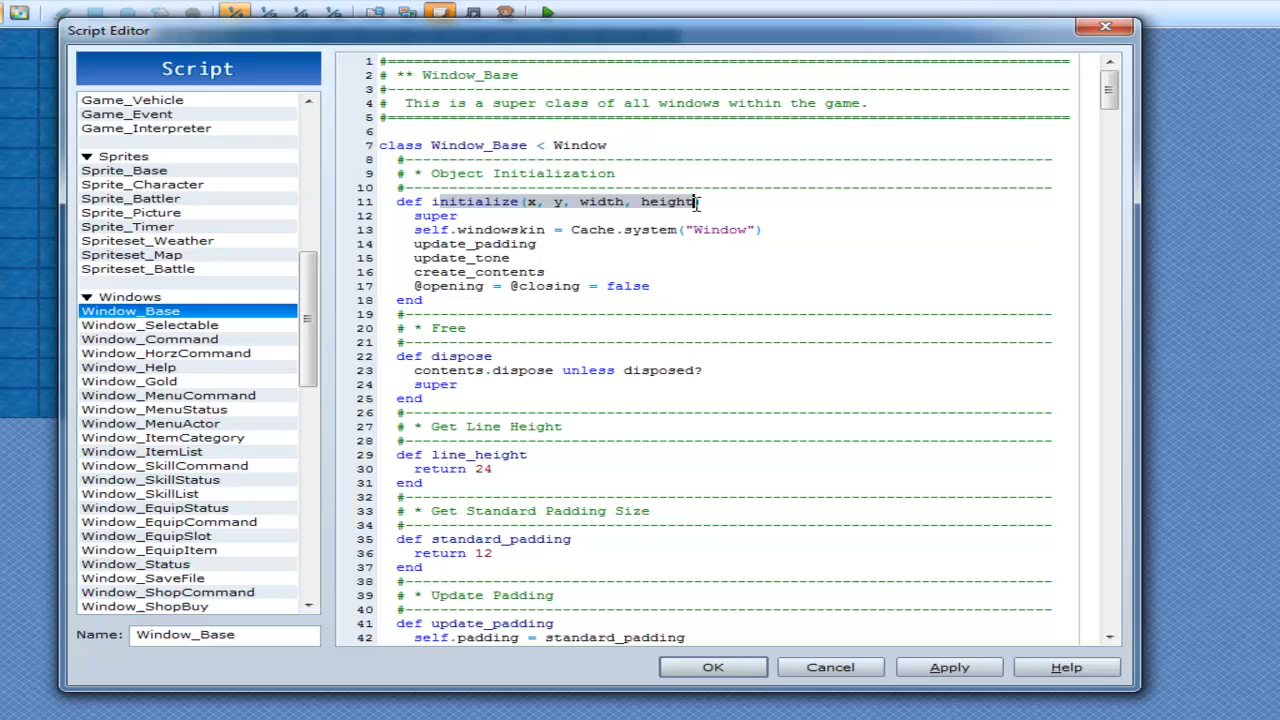 Script Editor
Script
Game_Vehicle
Game_Event
Game_Interpreter
▼ Sprites
Sprite_Base
Sprite_Character
Sprite_Battler
Sprite_Picture
Sprite_Timer
Spriteset_Weather
Spriteset_Map
Spriteset_Battle
▼ Windows
Window_Base
Window_Selectable
Window_Command
Window_HorzCommand
Window_Help
Window_Gold
Window_MenuCommand
Window_MenuStatus
Window_MenuActor
Window_ItemCategory
Window_ItemList
Window_SkillCommand
Window_SkillStatus
Window_SkillList
Window_EquipStatus
Window_EquipCommand
Window_EquipSlot
Window_EquipItem
Window_Status
Window_SaveFile
Window_ShopCommand
Window_ShopBuy
Name: Window_Base
1 #==============================================================================
2 # ** Window_Base
3 #------------------------------------------------------------------------------
4 #  This is a super class of all windows within the game.
5 #==============================================================================
6
7 class Window_Base < Window
8   #--------------------------------------------------------------------------
9   # * Object Initialization
10   #--------------------------------------------------------------------------
11   def initialize(x, y, width, height)
12     super
13     self.windowskin = Cache.system("Window")
14     update_padding
15     update_tone
16     create_contents
17     @opening = @closing = false
18   end
19   #--------------------------------------------------------------------------
20   # * Free
21   #--------------------------------------------------------------------------
22   def dispose
23     contents.dispose unless disposed?
24     super
25   end
26   #--------------------------------------------------------------------------
27   # * Get Line Height
28   #--------------------------------------------------------------------------
29   def line_height
30     return 24
31   end
32   #--------------------------------------------------------------------------
33   # * Get Standard Padding Size
34   #--------------------------------------------------------------------------
35   def standard_padding
36     return 12
37   end
38   #--------------------------------------------------------------------------
39   # * Update Padding
40   #--------------------------------------------------------------------------
41   def update_padding
42     self.padding = standard_padding
OK Cancel Apply Help